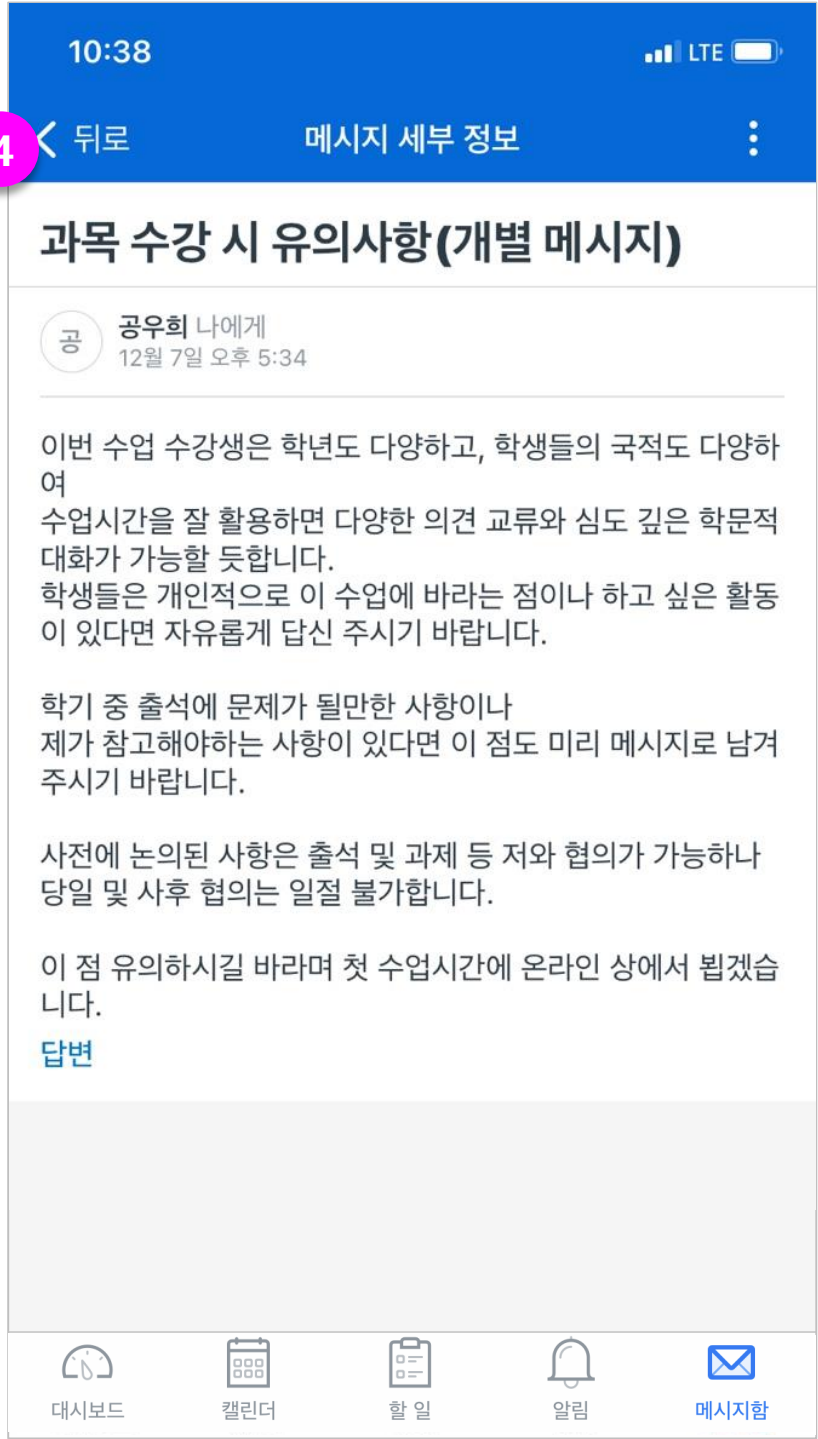 10:38
LTE
4
뒤로
메시지 세부 정보
과목 수강 시 유의사항(개별 메시지)
공
공우희 나에게
12월 7일 오후 5:34
이번 수업 수강생은 학년도 다양하고, 학생들의 국적도 다양하
여
수업시간을 잘 활용하면 다양한 의견 교류와 심도 깊은 학문적
대화가 가능할 듯합니다.
학생들은 개인적으로 이 수업에 바라는 점이나 하고 싶은 활동
이 있다면 자유롭게 답신 주시기 바랍니다.
학기 중 출석에 문제가 될만한 사항이나
제가 참고해야하는 사항이 있다면 이 점도 미리 메시지로 남겨
주시기 바랍니다.
사전에 논의된 사항은 출석 및 과제 등 저와 협의가 가능하나
당일 및 사후 협의는 일절 불가합니다.
이 점 유의하시길 바라며 첫 수업시간에 온라인 상에서 뵙겠습
니다.
답변
대시보드
캘린더
할 일
알림
메시지함